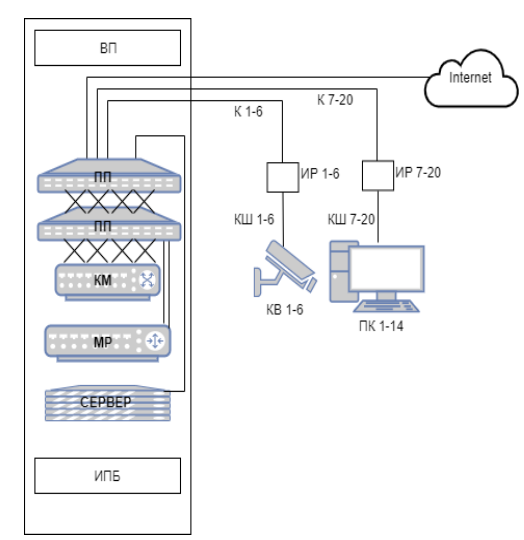 ВП
Internet
К 1-6
К 7-20
ПП
ИР 1-6
ИР 7-20
ПП
КШ 1-6
КШ 7-20
КМ
КВ 1-6
ПК 1-14
МР
СЕРВЕР
ИПБ